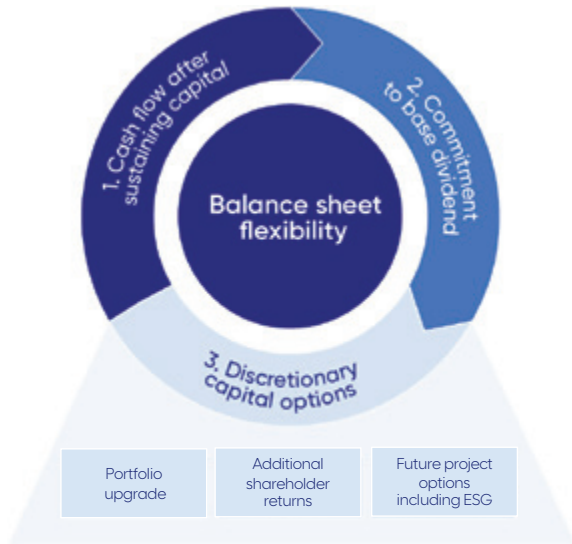 1. Cash flow after
sustaining capital
2. Commitment
to base dividend
Balance sheet
flexibility
3. Discretionary
capital options
Portfolio
upgrade
Additional
shareholder
returns
Future project
options
including ESG